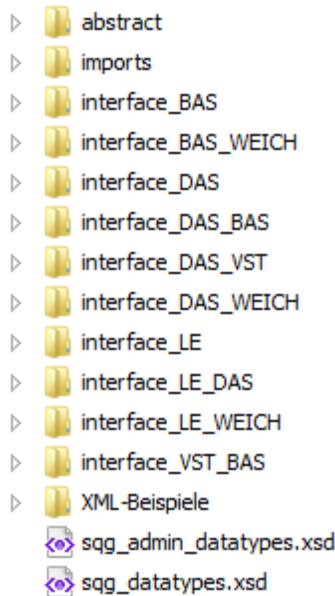 abstract
imports
interface_BAS
interface_BAS_WEICH
interface_DAS
interface_DAS_BAS
interface_DAS_VST
interface_DAS_WEICH
interface_LE
interface_LE_DAS
interface_LE_WEICH
interface_VST_BAS
XML-Beispiele
sqg_admin_datatypes.xsd
sqg_datatypes.xsd